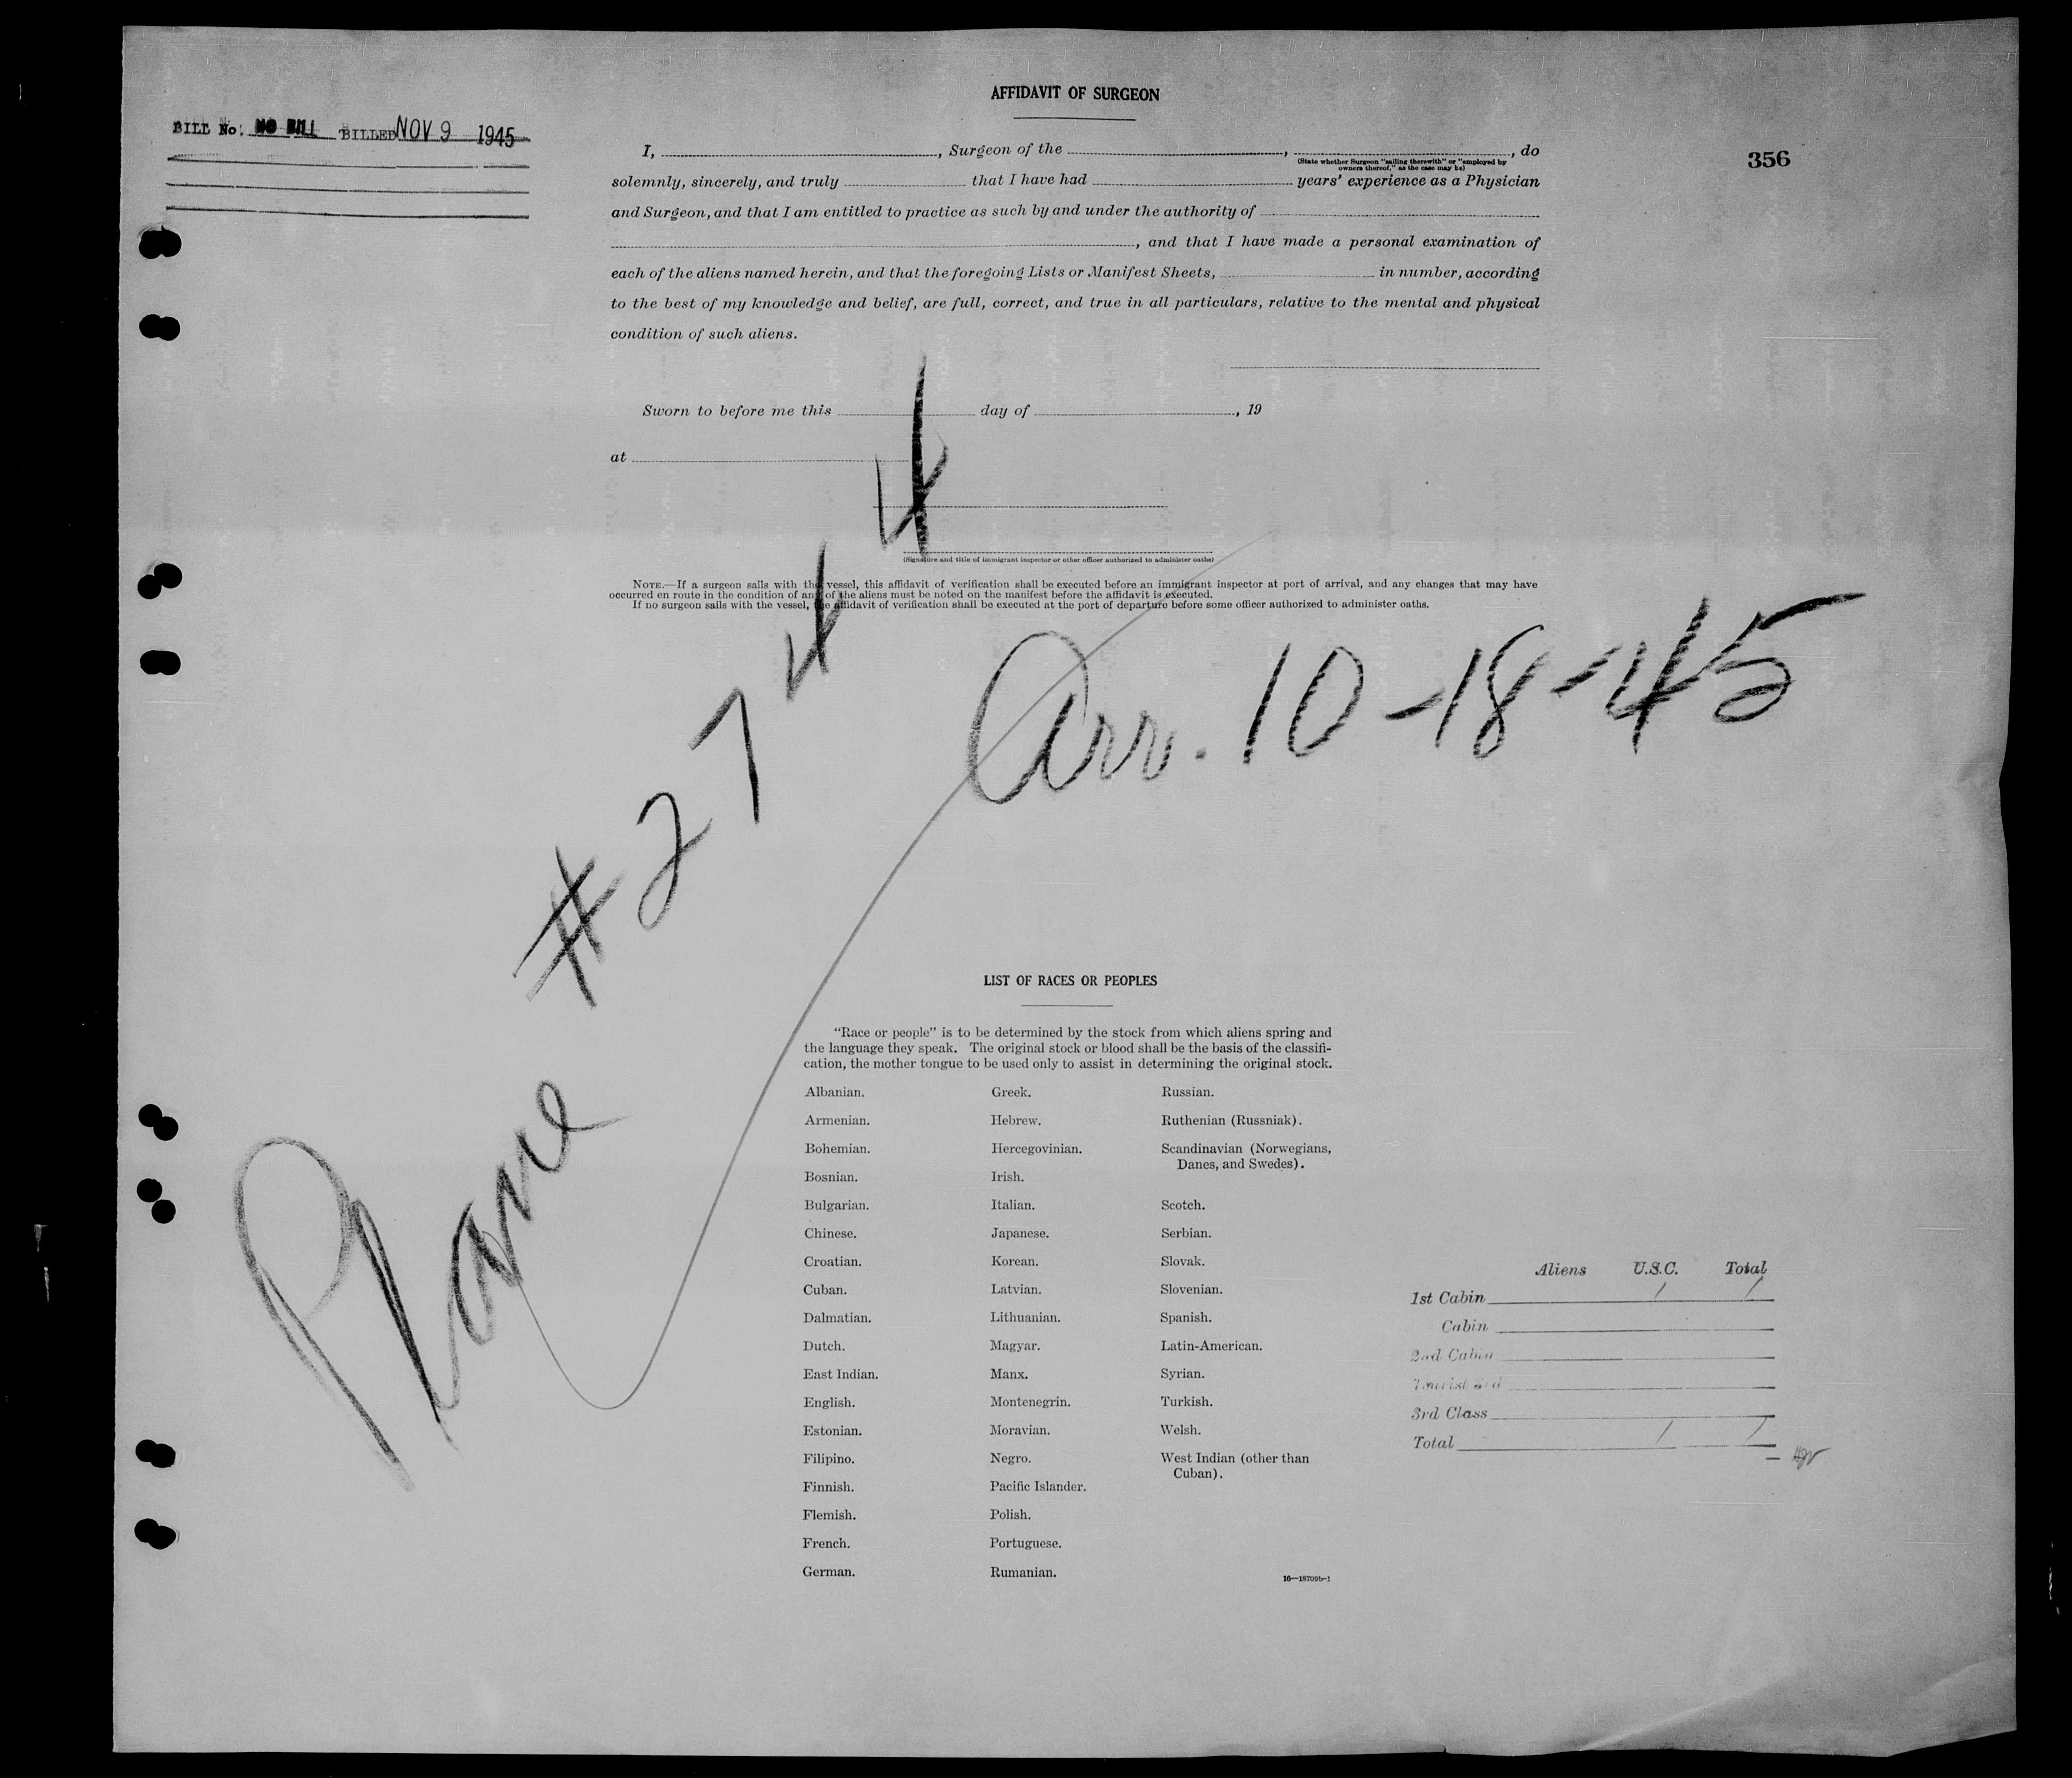 AFFIDAVIT OF SURGEON
BILL No. NO BILL BILLED NOV 9 1945
356
I, , Surgeon of the , , do
(State whether Surgeon "sailing therewith" or "employed by
owners thereof," as the case may be)
solemnly, sincerely, and truly that I have had years' experience as a Physician
and Surgeon, and that I am entitled to practice as such by and under the authority of
, and that I have made a personal examination of
each of the aliens named herein, and that the foregoing Lists or Manifest Sheets, in number, according
to the best of my knowledge and belief, are full, correct, and true in all particulars, relative to the mental and physical
condition of such aliens.
Sworn to before me this day of , 19
at
(Signature and title of immigrant inspector or other officer authorized to administer oaths)
NOTE.—If a surgeon sails with the vessel, this affidavit of verification shall be executed before an immigrant inspector at port of arrival, and any changes that may have
occurred en route in the condition of any of the aliens must be noted on the manifest before the affidavit is executed.
If no surgeon sails with the vessel, the affidavit of verification shall be executed at the port of departure before some officer authorized to administer oaths.
Plane #2744
Arr. 10-18-45
LIST OF RACES OR PEOPLES
"Race or people" is to be determined by the stock from which aliens spring and
the language they speak. The original stock or blood shall be the basis of the classifi-
cation, the mother tongue to be used only to assist in determining the original stock.
Albanian.
Armenian.
Bohemian.
Bosnian.
Bulgarian.
Chinese.
Croatian.
Cuban.
Dalmatian.
Dutch.
East Indian.
English.
Estonian.
Filipino.
Finnish.
Flemish.
French.
German.
Greek.
Hebrew.
Hercegovinian.
Irish.
Italian.
Japanese.
Korean.
Latvian.
Lithuanian.
Magyar.
Manx.
Montenegrin.
Moravian.
Negro.
Pacific Islander.
Polish.
Portuguese.
Rumanian.
Russian.
Ruthenian (Russniak).
Scandinavian (Norwegians,
Danes, and Swedes).
Scotch.
Serbian.
Slovak.
Slovenian.
Spanish.
Latin-American.
Syrian.
Turkish.
Welsh.
West Indian (other than
Cuban).
16—18709b-1
Aliens U.S.C. Total
1st Cabin / /
Cabin
2nd Cabin
Tourist 3rd
3rd Class
Total / /